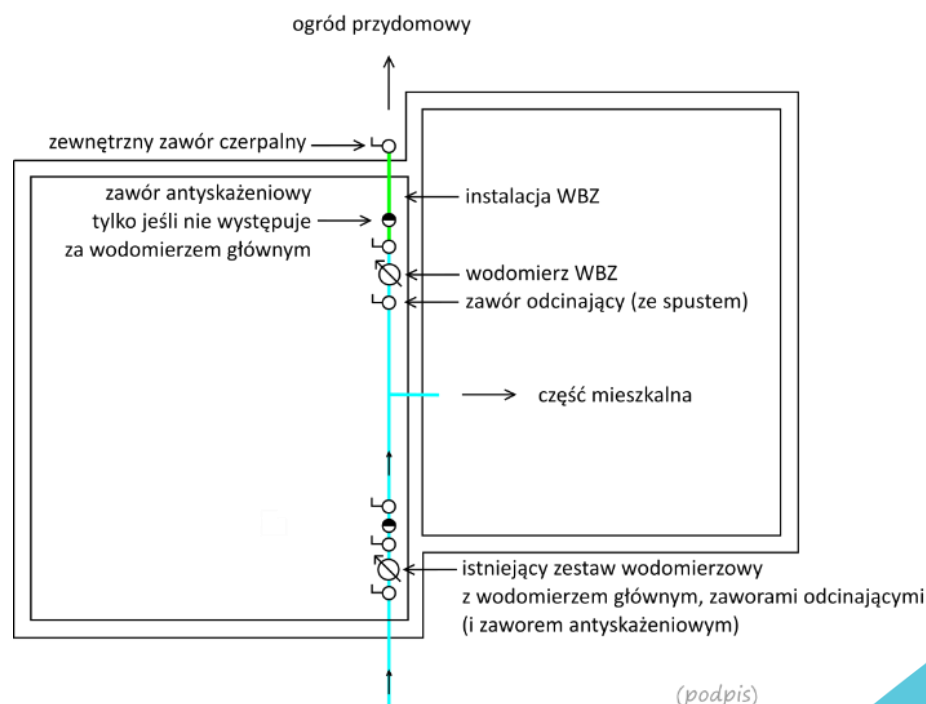 ogród przydomowy
zewnętrzny zawór czerpalny
zawór antyskażeniowy
tylko jeśli nie występuje
za wodomierzem głównym
instalacja WBZ
wodomierz WBZ
zawór odcinający (ze spustem)
część mieszkalna
istniejący zestaw wodomierzowy
z wodomierzem głównym, zaworami odcinającymi
(i zaworem antyskażeniowym)
(podpis)